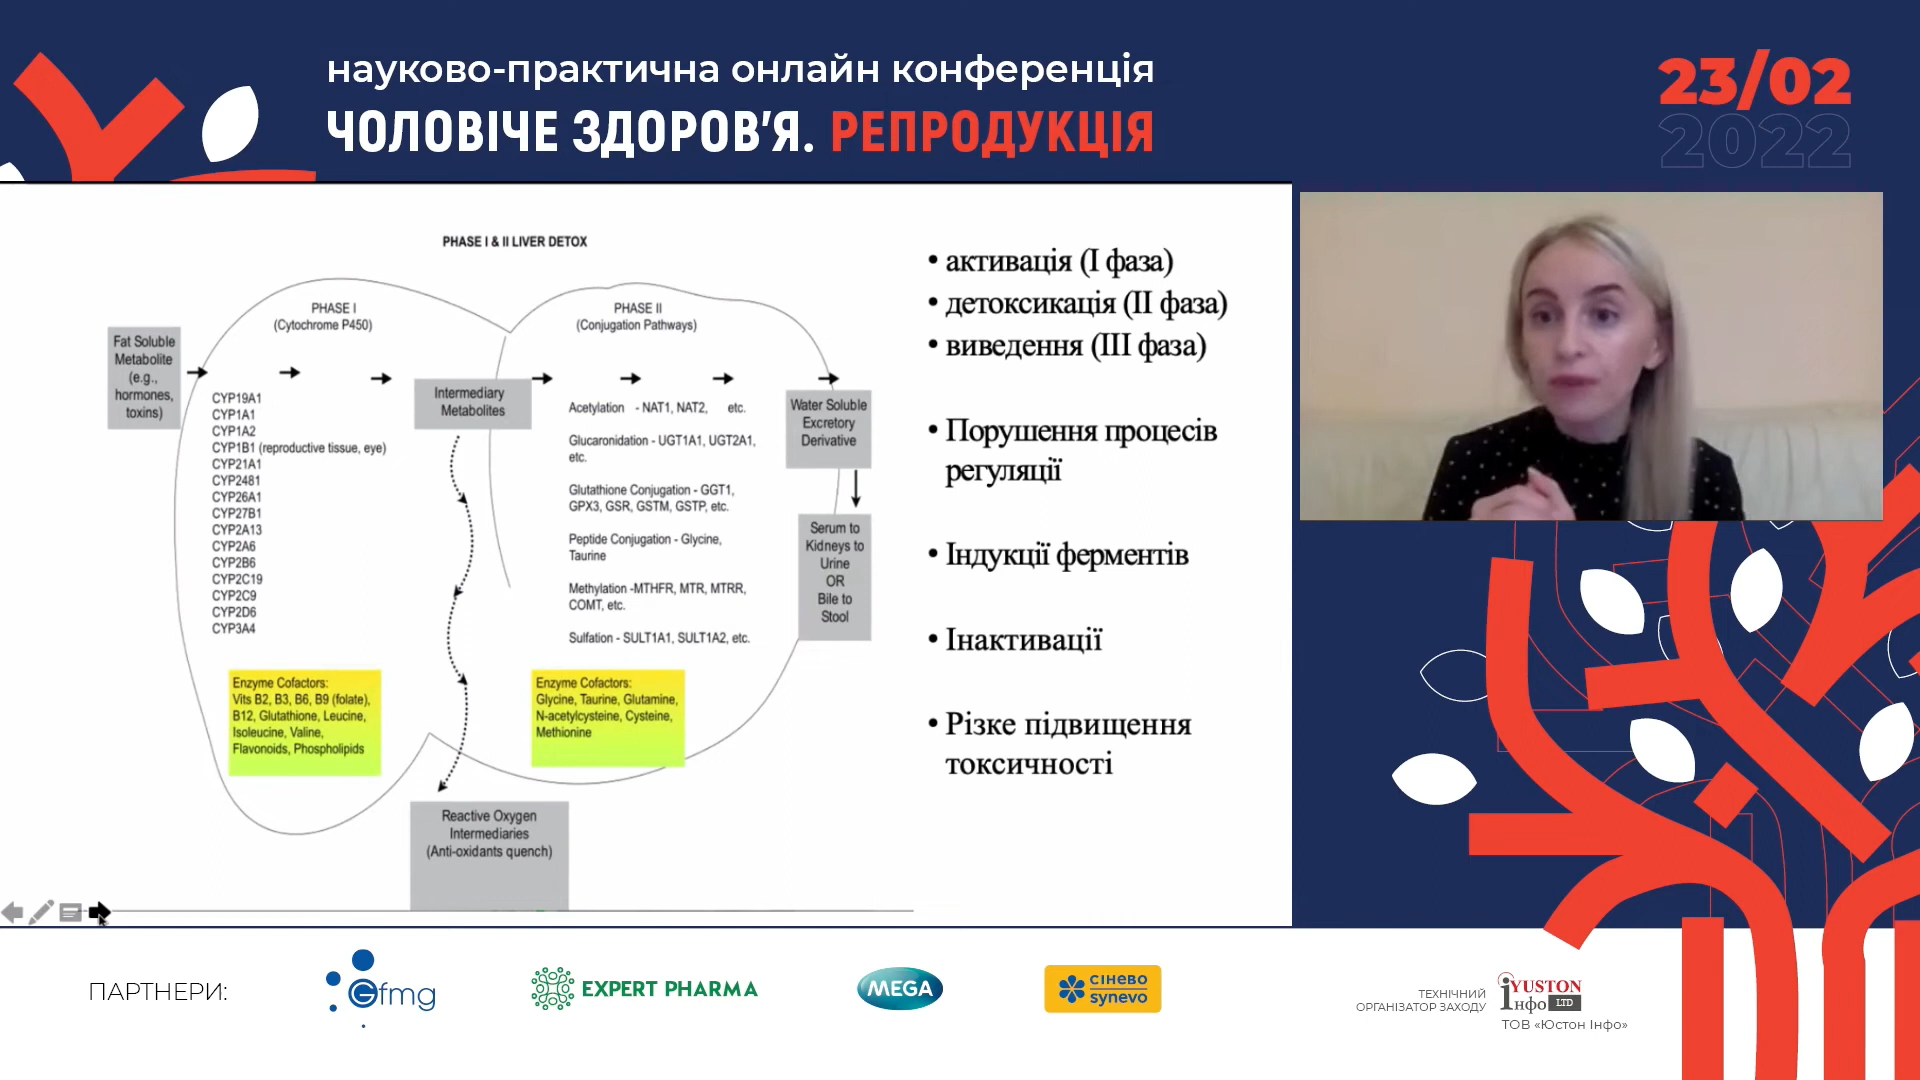 науково-практична онлайн конференція
ЧОЛОВІЧЕ ЗДОРОВ'Я. РЕПРОДУКЦІЯ
23/02
2022
PHASE I & II LIVER DETOX
PHASE I
(Cytochrome P450)
PHASE II
(Conjugation Pathways)
Fat Soluble
Metabolite
(e.g.,
hormones,
toxins)
CYP19A1
CYP1A1
CYP1A2
CYP1B1 (reproductive tissue, eye)
CYP21A1
CYP2481
CYP26A1
CYP27B1
CYP2A13
CYP2A6
CYP2B6
CYP2C19
CYP2C9
CYP2D6
CYP3A4
Intermediary
Metabolites
Acetylation - NAT1, NAT2, etc.
Glucaronidation - UGT1A1, UGT2A1,
etc.
Glutathione Conjugation - GGT1,
GPX3, GSR, GSTM, GSTP, etc.
Peptide Conjugation - Glycine,
Taurine
Methylation -MTHFR, MTR, MTRR,
COMT, etc.
Sulfation - SULT1A1, SULT1A2, etc.
Water Soluble
Excretory
Derivative
Serum to
Kidneys to
Urine
OR
Bile to
Stool
Enzyme Cofactors:
Vits B2, B3, B6, B9 (folate),
B12, Glutathione, Leucine,
Isoleucine, Valine,
Flavonoids, Phospholipids
Enzyme Cofactors:
Glycine, Taurine, Glutamine,
N-acetylcysteine, Cysteine,
Methionine
Reactive Oxygen
Intermediaries
(Anti-oxidants quench)
• активація (I фаза)
• детоксикація (II фаза)
• виведення (III фаза)
• Порушення процесів
регуляції
• Індукції ферментів
• Інактивації
• Різке підвищення
токсичності
ПАРТНЕРИ:
Gfmg
EXPERT PHARMA
MEGA
СІНЕВО
synevo
ТЕХНІЧНИЙ
ОРГАНІЗАТОР ЗАХОДУ
YUSTON
Інфо LTD
ТОВ «Юстон Інфо»